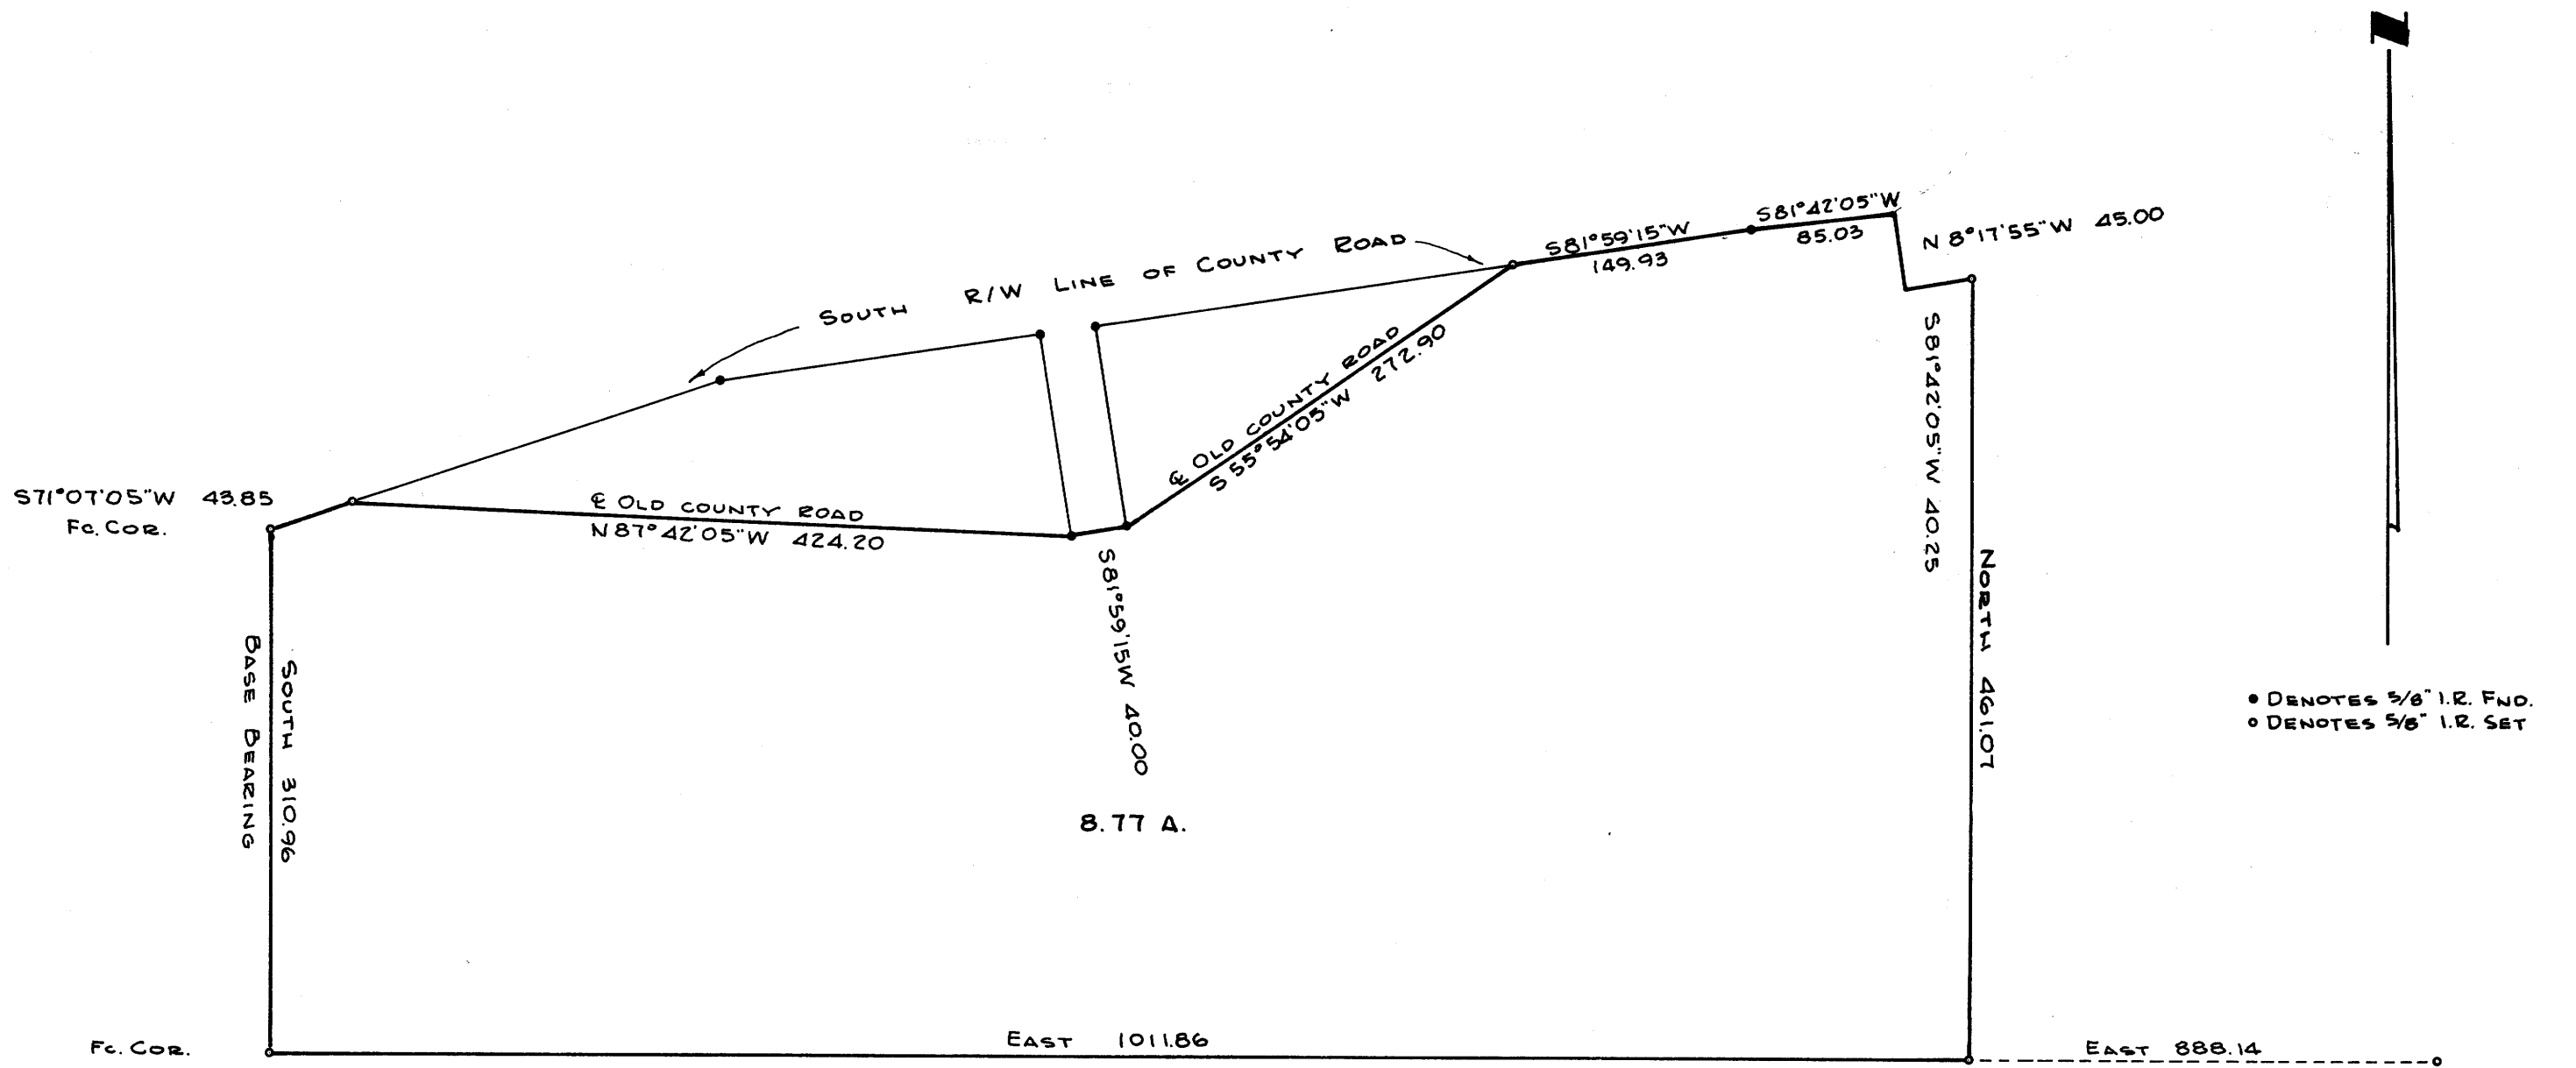 N
S81°42'05"W
85.03
N 8°17'55"W 45.00
S81°59'15"W
149.93
SOUTH R/W LINE OF COUNTY ROAD
S81°42'05"W 40.25
℄ OLD COUNTY ROAD
S 55°54'05"W 272.90
S71°07'05"W 43.85
FC. COR.
℄ OLD COUNTY ROAD
N 87°42'05"W 424.20
S81°59'15W 40.00
NORTH 461.07
SOUTH 310.96
BASE BEARING
• DENOTES 5/8" I.R. FND.
o DENOTES 5/8" I.R. SET
8.77 A.
EAST 1011.86
FC. COR.
EAST 888.14